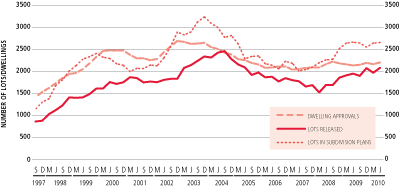 3500 3500
3000 3000
2500 2500
2000 2000
1500 1500
1000 1000
500 500
0 0
NUMBER OF LOTS/DWELLINGS
DWELLING APPROVALS
LOTS RELEASED
LOTS IN SUBDIVISION PLANS
S D M J S D M J S D M J S D M J S D M J S D M J S D M J S D M J S D M J S D M J S D M J S D M J S D M J
1997 1998 1999 2000 2001 2002 2003 2004 2005 2006 2007 2008 2009 2010